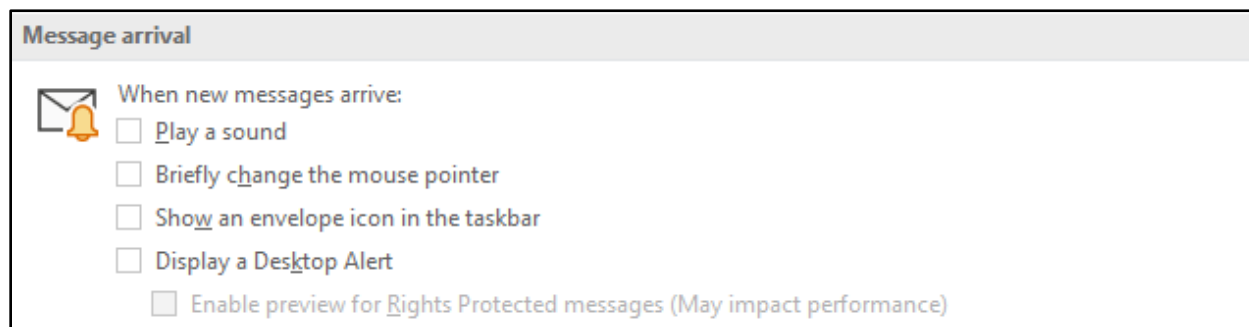 Message arrival
When new messages arrive:
Play a sound
Briefly change the mouse pointer
Show an envelope icon in the taskbar
Display a Desktop Alert
Enable preview for Rights Protected messages (May impact performance)